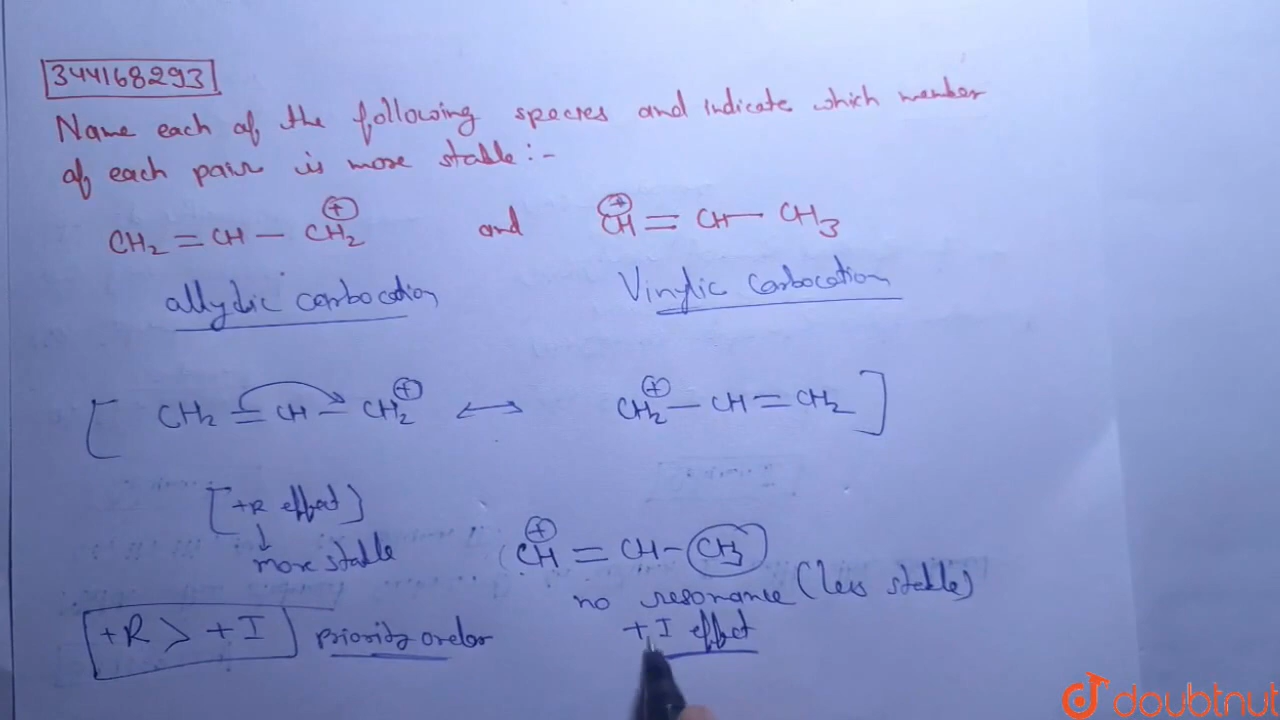 344168293
Name each of the following species and indicate which member
of each pair is more stable:-
CH₂=CH-CH₂⊕ and ⊕CH=CH-CH₃
allylic carbocation Vinylic carbocation
[CH₂=CH-CH₂⊕ ↔ ⊕CH₂-CH=CH₂]
[+R effect]
↓
more stable
⊕CH=CH-CH₃
no resonance (less stable)
+I effect
+R > +I priority order
doubtnut